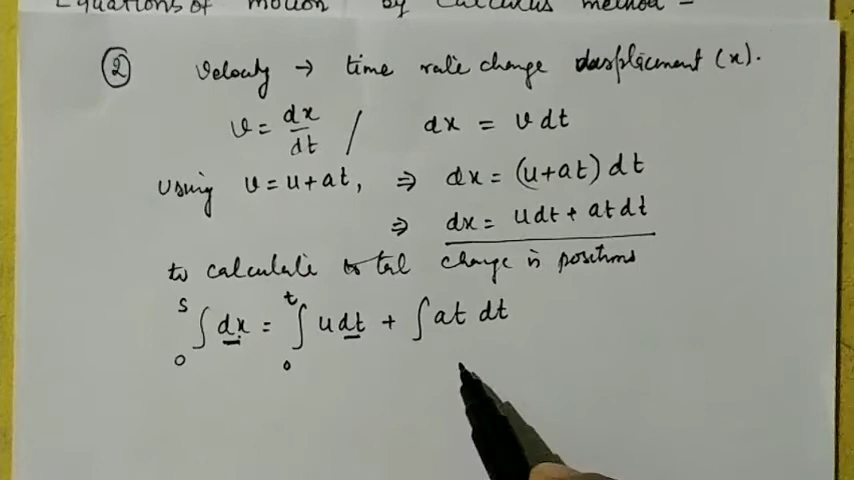 Equations of motion by Calculus method -
② Velocity → time rate change desplacement (x).
v = dx/dt / dx = v dt
Using v = u + at, ⇒ dx = (u + at) dt
⇒ dx = u dt + at dt
to calculate total change in positions
∫₀ˢ dx = ∫₀ᵗ u dt + ∫ at dt